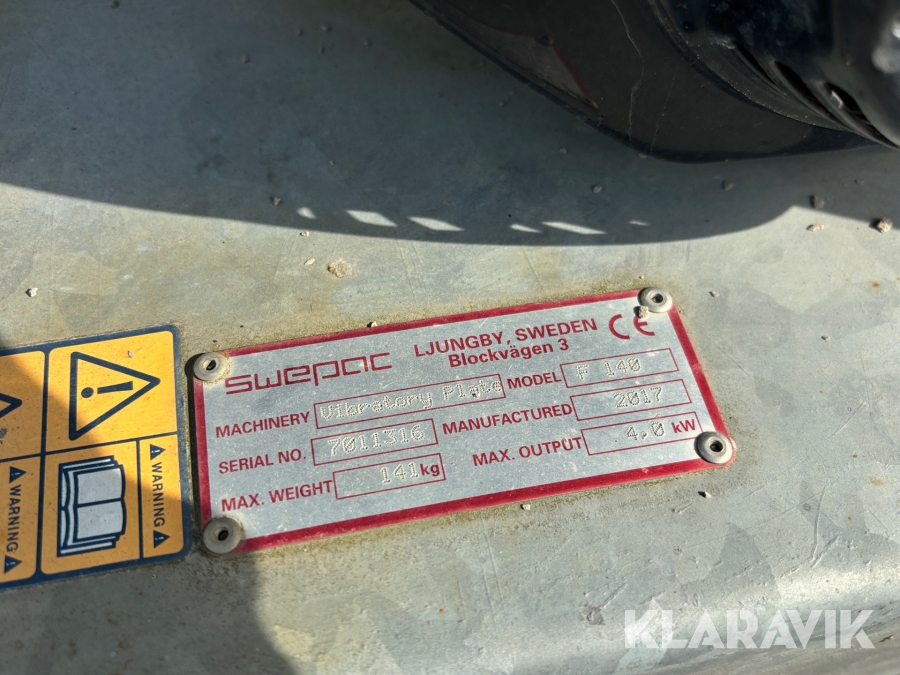 swepac
LJUNGBY, SWEDEN
Blockvägen 3
CE
MACHINERY Vibratory Plate MODEL F 140
SERIAL NO. 7011316 MANUFACTURED 2017
MAX. WEIGHT 141kg MAX. OUTPUT 4.0 kW
WARNING
WARNING
KLARAVIK